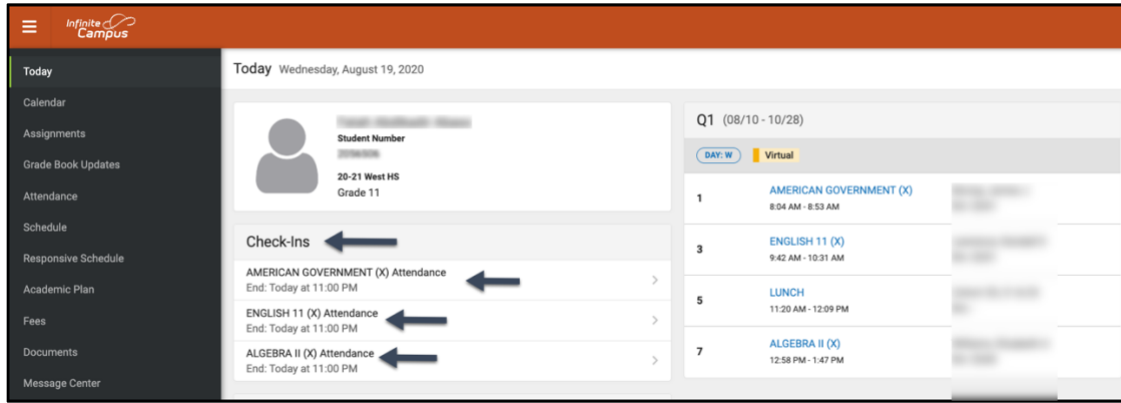 Infinite
Campus
Today
Calendar
Assignments
Grade Book Updates
Attendance
Schedule
Responsive Schedule
Academic Plan
Fees
Documents
Message Center
Today Wednesday, August 19, 2020
Student Number
20-21 West HS
Grade 11
Check-Ins
AMERICAN GOVERNMENT (X) Attendance
End: Today at 11:00 PM
ENGLISH 11 (X) Attendance
End: Today at 11:00 PM
ALGEBRA II (X) Attendance
End: Today at 11:00 PM
Q1 (08/10 - 10/28)
DAY: W Virtual
1 AMERICAN GOVERNMENT (X)
8:04 AM - 8:53 AM
3 ENGLISH 11 (X)
9:42 AM - 10:31 AM
5 LUNCH
11:20 AM - 12:09 PM
7 ALGEBRA II (X)
12:58 PM - 1:47 PM